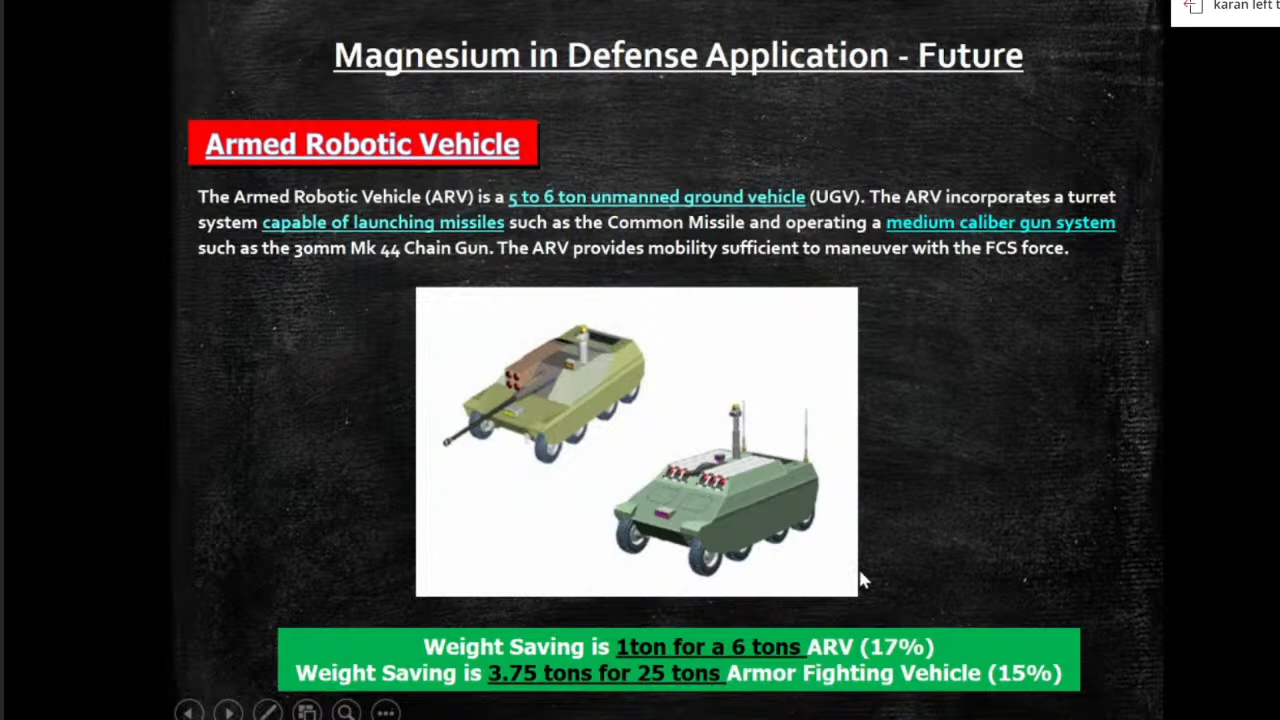 karan left t
Magnesium in Defense Application - Future
Armed Robotic Vehicle
The Armed Robotic Vehicle (ARV) is a 5 to 6 ton unmanned ground vehicle (UGV). The ARV incorporates a turret
system capable of launching missiles such as the Common Missile and operating a medium caliber gun system
such as the 30mm Mk 44 Chain Gun. The ARV provides mobility sufficient to maneuver with the FCS force.
Weight Saving is 1ton for a 6 tons ARV (17%)
Weight Saving is 3.75 tons for 25 tons Armor Fighting Vehicle (15%)